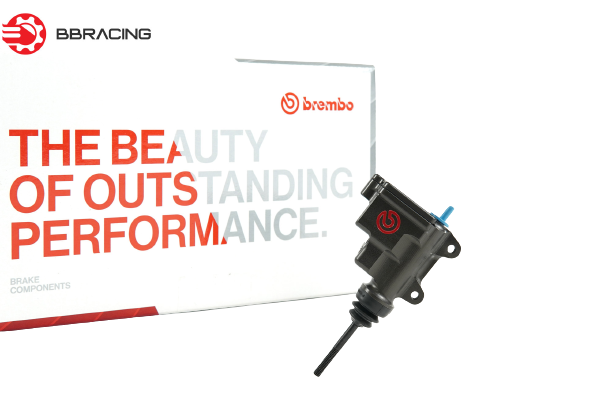 BBRACING
brembo
THE BEAUTY
OF OUTSTANDING
PERFORMANCE.
BRAKE
COMPONENTS